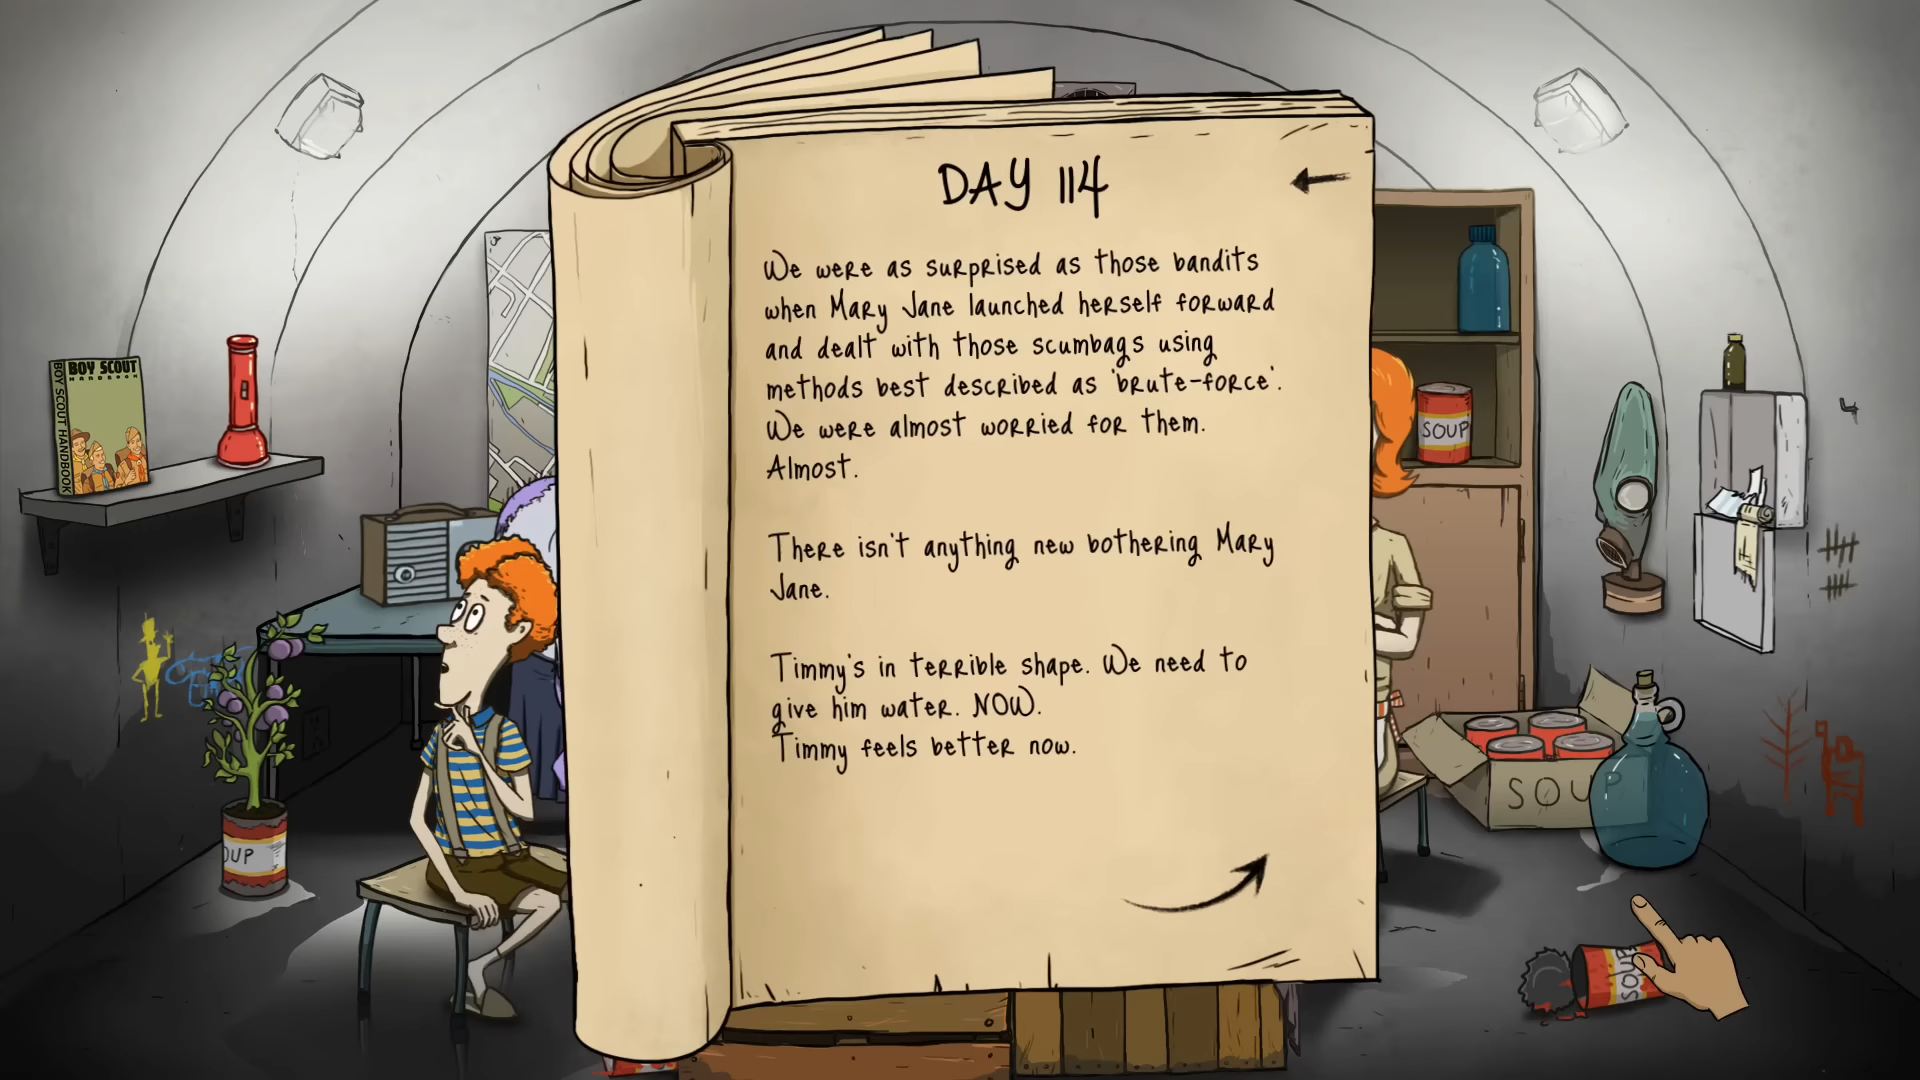 DAY 114
We were as surprised as those bandits
when Mary Jane launched herself forward
and dealt with those scumbags using
methods best described as 'brute-force'.
We were almost worried for them.
Almost.
There isn't anything new bothering Mary
Jane.
Timmy's in terrible shape. We need to
give him water. NOW.
Timmy feels better now.
BOY SCOUT
HANDBOOK
BOY SCOUT HANDBOOK
SOUP
OUP
SOU
SOUP